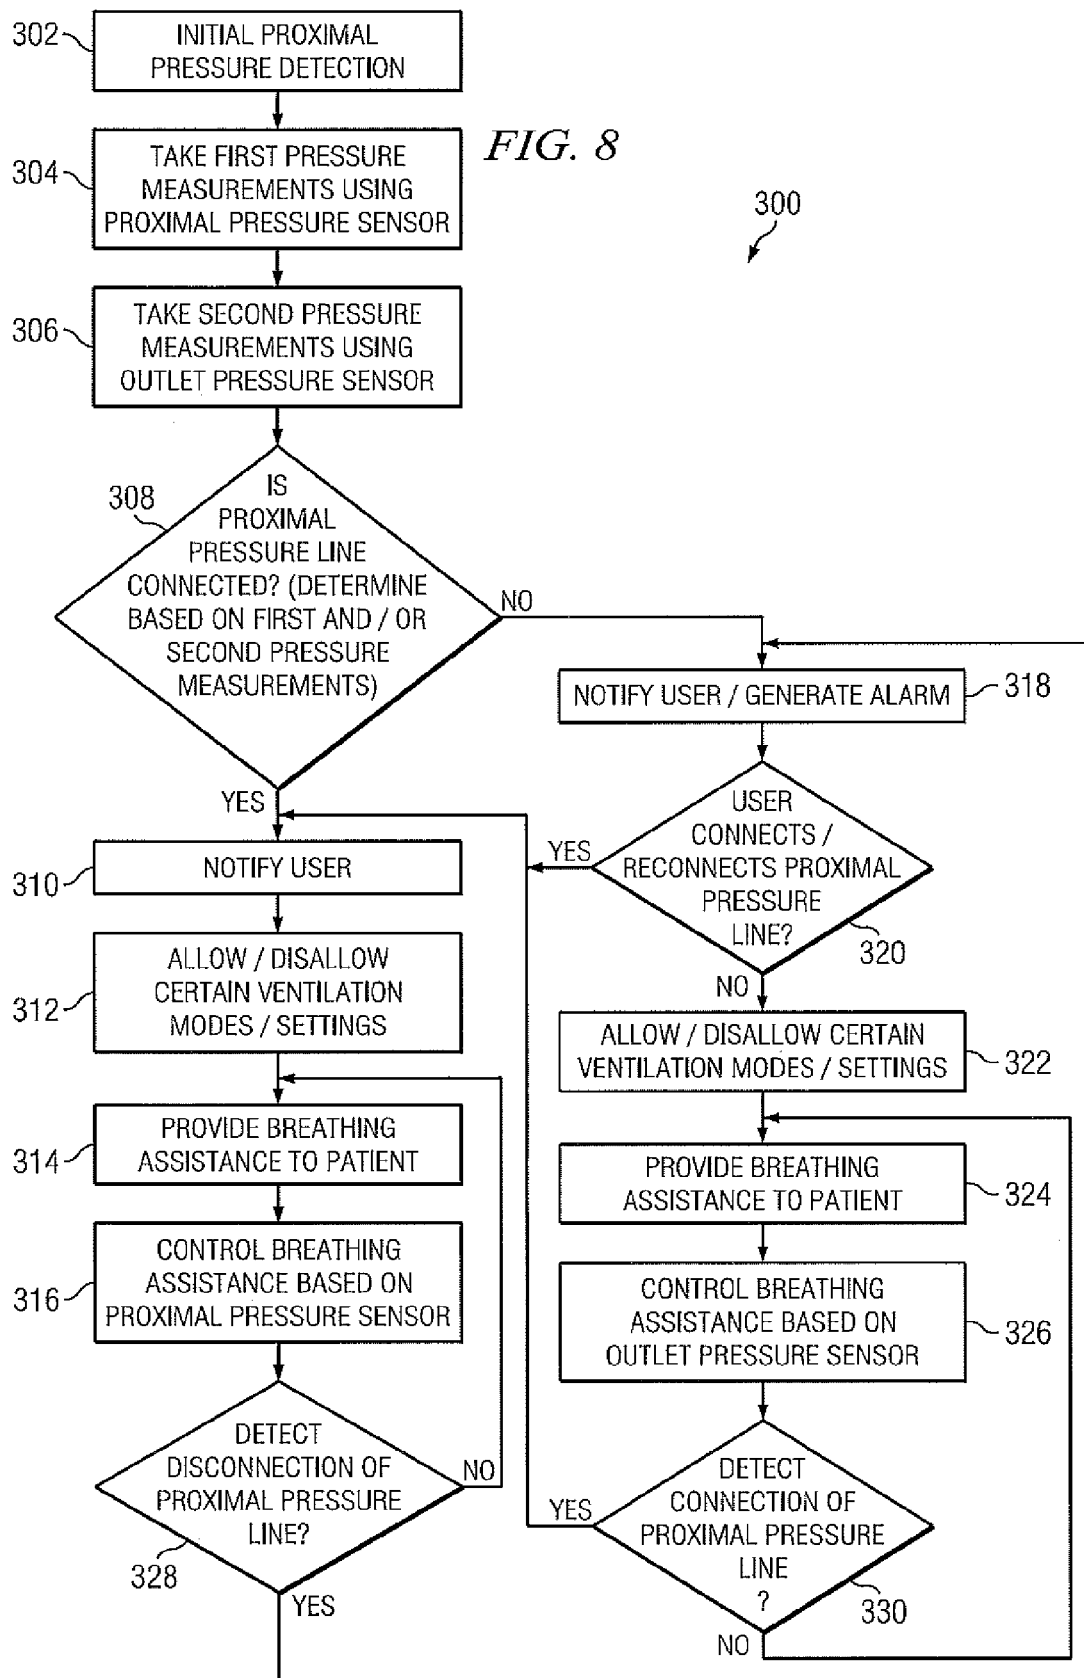 302
INITIAL PROXIMAL
PRESSURE DETECTION
FIG. 8
304
TAKE FIRST PRESSURE
MEASUREMENTS USING
PROXIMAL PRESSURE SENSOR
300
306
TAKE SECOND PRESSURE
MEASUREMENTS USING
OUTLET PRESSURE SENSOR
308
IS
PROXIMAL
PRESSURE LINE
CONNECTED? (DETERMINE
BASED ON FIRST AND / OR
SECOND PRESSURE
MEASUREMENTS)
NO
YES
NOTIFY USER / GENERATE ALARM
318
USER
CONNECTS /
RECONNECTS PROXIMAL
PRESSURE
LINE?
320
YES
NO
310
NOTIFY USER
312
ALLOW / DISALLOW
CERTAIN VENTILATION
MODES / SETTINGS
ALLOW / DISALLOW CERTAIN
VENTILATION MODES / SETTINGS
322
314
PROVIDE BREATHING
ASSISTANCE TO PATIENT
PROVIDE BREATHING
ASSISTANCE TO PATIENT
324
316
CONTROL BREATHING
ASSISTANCE BASED ON
PROXIMAL PRESSURE SENSOR
CONTROL BREATHING
ASSISTANCE BASED ON
OUTLET PRESSURE SENSOR
326
DETECT
DISCONNECTION OF
PROXIMAL PRESSURE
LINE?
328
NO
YES
DETECT
CONNECTION OF
PROXIMAL PRESSURE
LINE
?
330
YES
NO